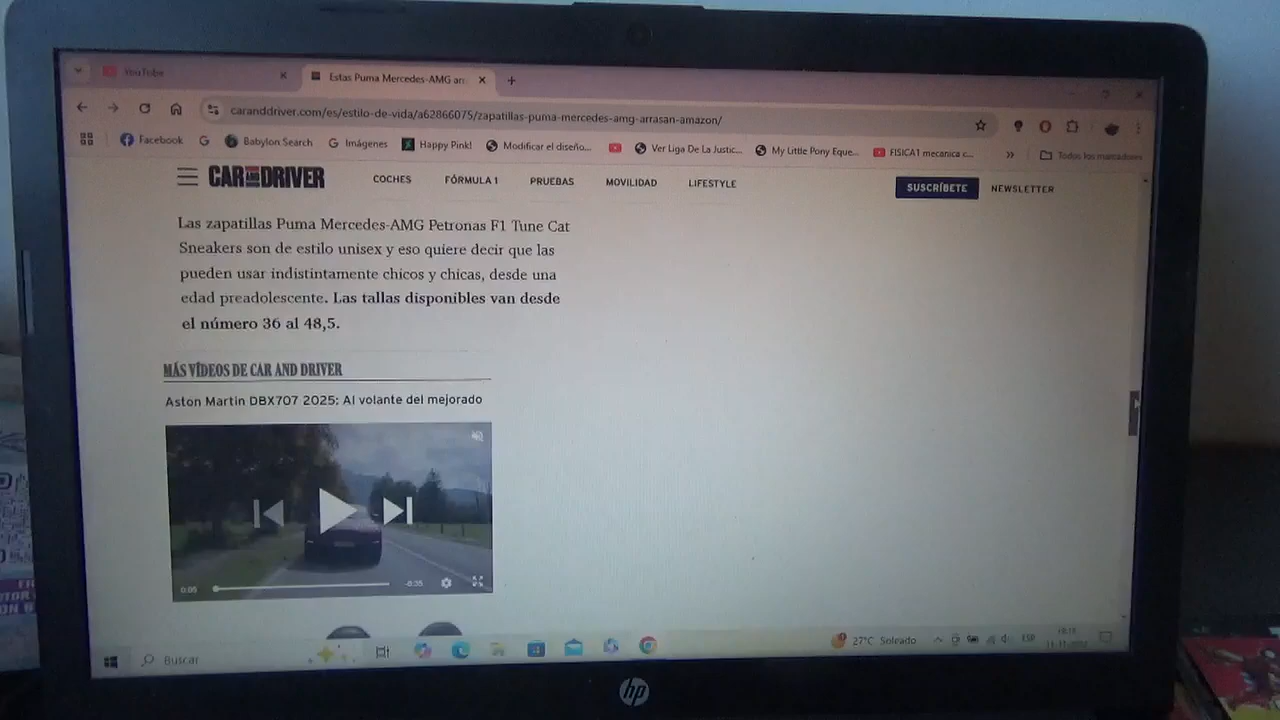 YouTube
Estas Puma Mercedes-AMG arr
caranddriver.com/es/estilo-de-vida/a62866075/zapatillas-puma-mercedes-amg-arrasan-amazon/
Facebook
Babylon Search
Imágenes
Happy Pink!
Modificar el diseño...
Ver Liga De La Justic...
My Little Pony Eque...
FISICA1 mecanica c...
Todos los marcadores
CAR AND DRIVER
COCHES
FÓRMULA 1
PRUEBAS
MOVILIDAD
LIFESTYLE
SUSCRÍBETE
NEWSLETTER
Las zapatillas Puma Mercedes-AMG Petronas F1 Tune Cat
Sneakers son de estilo unisex y eso quiere decir que las
pueden usar indistintamente chicos y chicas, desde una
edad preadolescente. Las tallas disponibles van desde
el número 36 al 48,5.
MÁS VÍDEOS DE CAR AND DRIVER
Aston Martin DBX707 2025: Al volante del mejorado
0:05
Buscar
27°C Soleado
ESP
hp